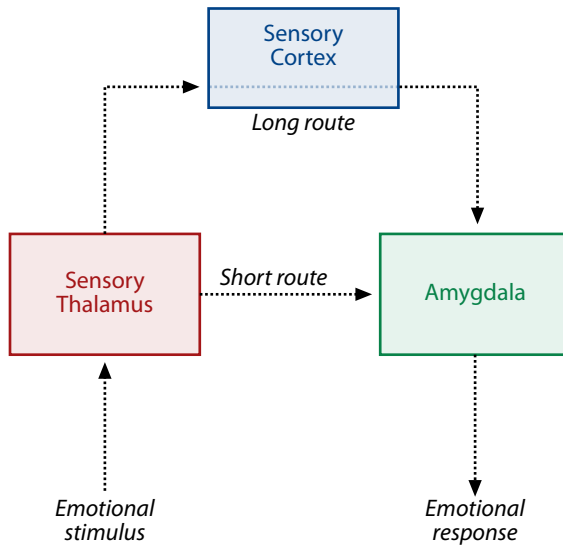 Sensory
Cortex
Long route
Sensory
Thalamus
Short route
Amygdala
Emotional
stimulus
Emotional
response